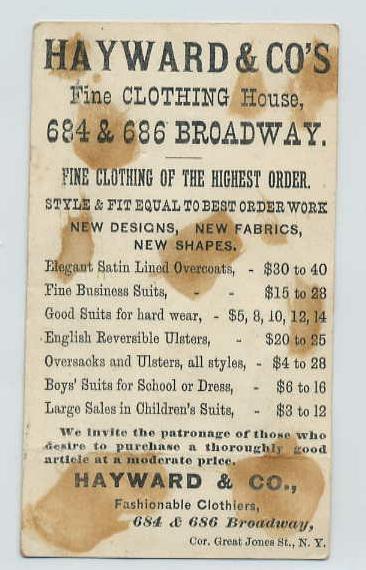 HAYWARD & CO'S
Fine CLOTHING House,
684 & 686 BROADWAY.
FINE CLOTHING OF THE HIGHEST ORDER.
STYLE & FIT EQUAL TO BEST ORDER WORK
NEW DESIGNS, NEW FABRICS,
NEW SHAPES.
Elegant Satin Lined Overcoats, - $30 to 40
Fine Business Suits, - - $15 to 28
Good Suits for hard wear, - $5, 8, 10, 12, 14
English Reversible Ulsters, - $20 to 25
Oversacks and Ulsters, all styles, - $4 to 28
Boys' Suits for School or Dress, - $6 to 16
Large Sales in Children's Suits, - $3 to 12
We invite the patronage of those who
desire to purchase a thoroughly good
article at a moderate price.
HAYWARD & CO.,
Fashionable Clothiers,
684 & 686 Broadway,
Cor. Great Jones St., N. Y.